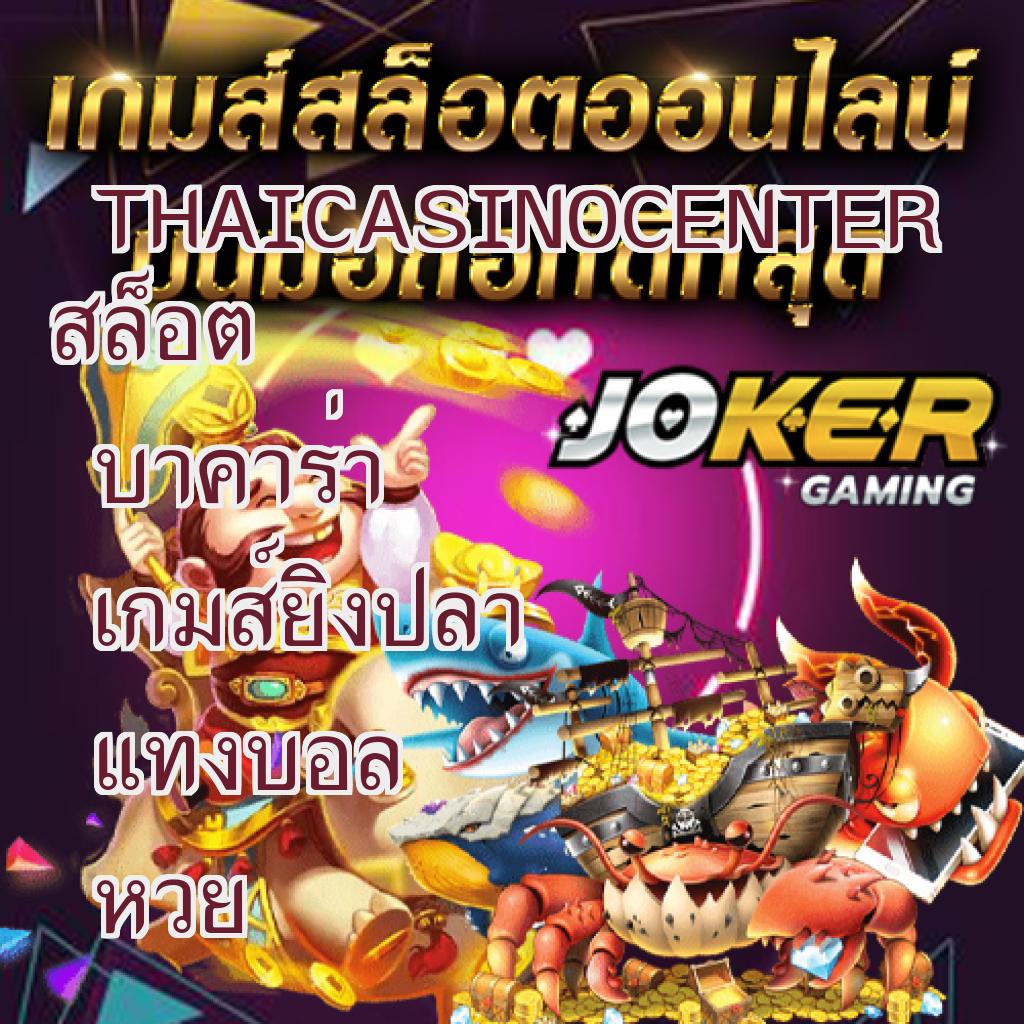 เกมส์สล็อตออนไลน์
THAICASINOCENTER
สล็อต
JOKER
GAMING
บาคาร่า
เกมส์ยิงปลา
แทงบอล
หวย